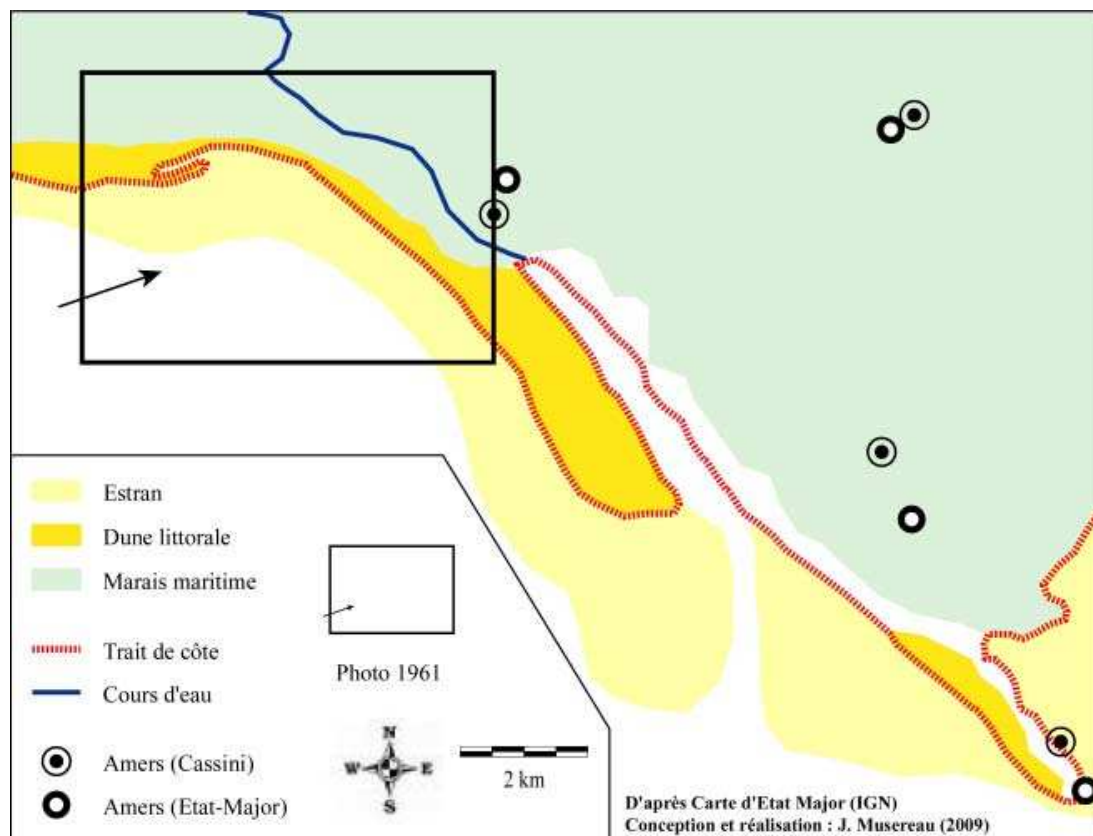 Estran
Dune littorale
Marais maritime
Trait de côte
Cours d'eau
Amers (Cassini)
Amers (Etat-Major)
Photo 1961
N
W E
S
2 km
D'après Carte d'Etat Major (IGN)
Conception et réalisation : J. Musereau (2009)